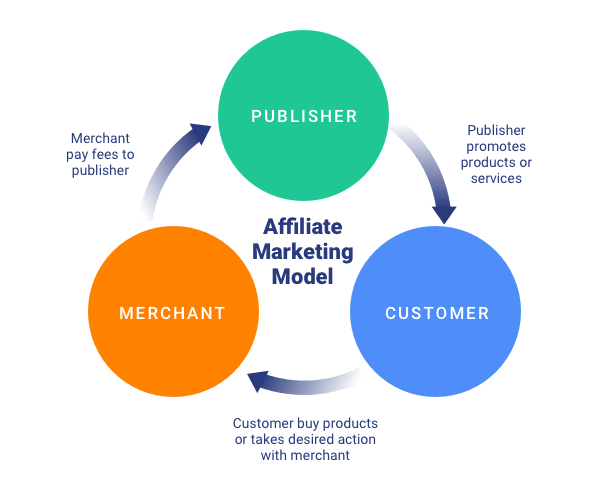 PUBLISHER
Merchant
pay fees to
publisher
Publisher
promotes
products or
services
Affiliate
Marketing
Model
MERCHANT
CUSTOMER
Customer buy products
or takes desired action
with merchant